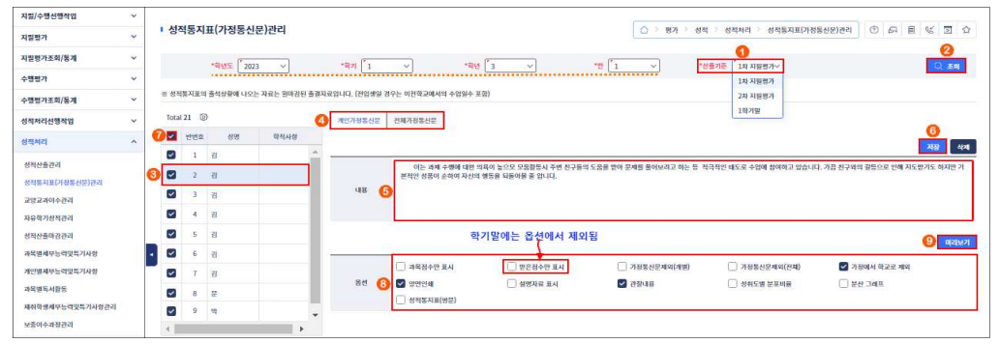 지필/수행선행작업
지필평가
지필평가조회/통계
수행평가
수행평가조회/통계
성적처리선행작업
성적처리
성적산출관리
성적통지표(가정통신문)관리
교양교과이수관리
자유학기성적관리
성적산출마감관리
과목별세부능력및특기사항
개인별세부능력및특기사항
과목별독서활동
재취학생세부능력및특기사항관리
보충이수과정관리
성적통지표(가정통신문)관리
평가 > 성적 > 성적처리 > 성적통지표(가정통신문)관리
*학년도 2023 *학기 1 *학년 3 *반 1 *산출기준 1차 지필평가 조회
1
2
1차 지필평가
2차 지필평가
1학기말
※ 성적통지표의 출석상황에 나오는 자료는 월마감된 출결자료입니다. (전입생일 경우는 이전학교에서의 수업일수 포함)
Total 21
4 개인가정통신문 전체가정통신문
6
저장 삭제
7 반번호 성명 학적사항
1 김
3 2 김
3 김
4 김
5 김
6 김
7 김
8 문
9 박
내용 5
이는 과제 수행에 대한 의욕이 높으모 모둠활동시 주변 친구들의 도움을 받아 문제를 풀어보려고 하는 등 적극적인 태도로 수업에 참여하고 있습니다. 가끔 친구와의 갈등으로 인해 지도받기도 하지만 기
본적인 성품이 순하여 자신의 행동을 되돌아볼 줄 압니다.
학기말에는 옵션에서 제외됨
9 미리보기
옵션 8
과목점수만 표시 받은점수만 표시 가정통신문제외(개별) 가정통신문제외(전체) 가정에서 학교로 제외
양면인쇄 설명자료 표시 관찰내용 성취도별 분포비율 분산 그래프
성적통지표(영문)